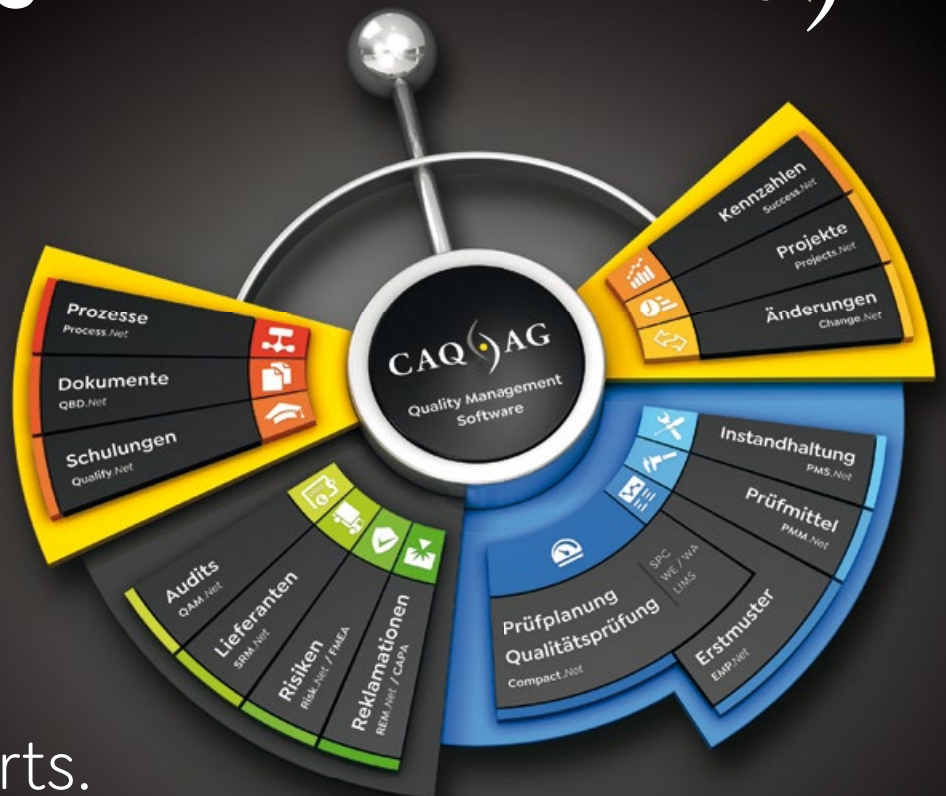 CAQ AG
Quality Management
Software
Kennzahlen
Success.Net
Projekte
Projects.Net
Änderungen
Change.Net
Prozesse
Process.Net
Dokumente
QBD.Net
Schulungen
Qualify.Net
Audits
QAM.Net
Lieferanten
SRM.Net
Risiken
Risk.Net / FMEA
Reklamationen
REM.Net / CAPA
Prüfplanung
Qualitätsprüfung
Compact.Net
SPC
WE / WA
LIMS
Erstmuster
EMP.Net
Prüfmittel
PMM.Net
Instandhaltung
PMS.Net
rts.